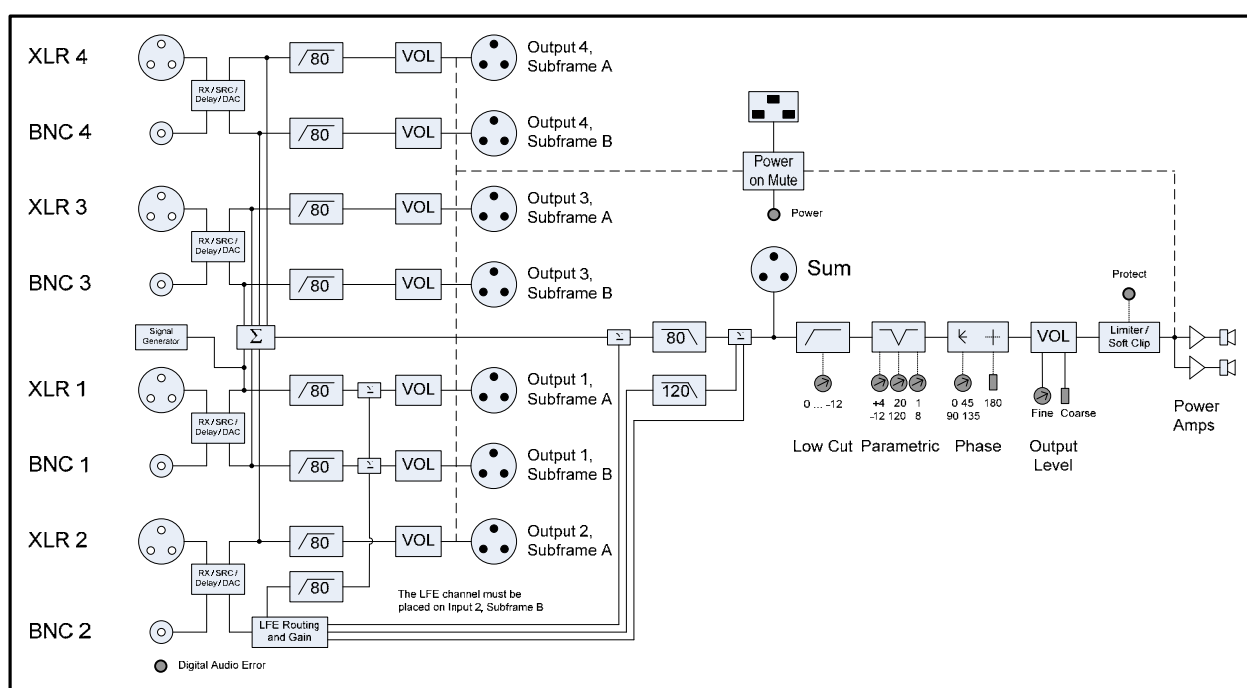 XLR 4
RX / SRC /
Delay / DAC
80
VOL
Output 4,
Subframe A
BNC 4
80
VOL
Output 4,
Subframe B
Power
on Mute
Power
XLR 3
RX / SRC /
Delay / DAC
80
VOL
Output 3,
Subframe A
BNC 3
80
VOL
Output 3,
Subframe B
Sum
Protect
Signal
Generator
Σ
Σ
80
Σ
VOL
Limiter /
Soft Clip
XLR 1
RX / SRC /
Delay / DAC
80
Σ
VOL
Output 1,
Subframe A
120
0 ... –12
+4 20 1
-12 120 8
0 45 180
90 135
Fine Coarse
Power
Amps
Low Cut Parametric Phase Output
Level
BNC 1
80
Σ
VOL
Output 1,
Subframe B
XLR 2
RX / SRC /
Delay / DAC
80
VOL
Output 2,
Subframe A
80
The LFE channel must be
placed on Input 2, Subframe B
BNC 2
LFE Routing
and Gain
Digital Audio Error